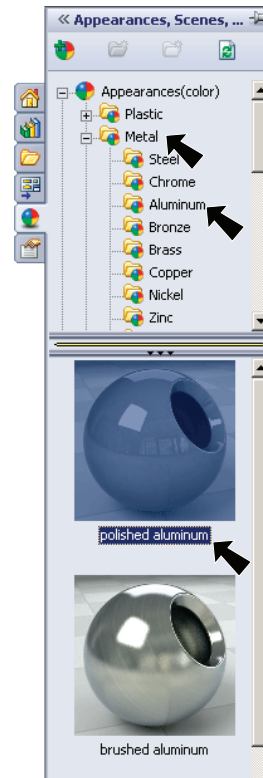 « Appearances, Scenes, ...
Appearances(color)
Plastic
Metal
Steel
Chrome
Aluminum
Bronze
Brass
Copper
Nickel
Zinc
polished aluminum
brushed aluminum